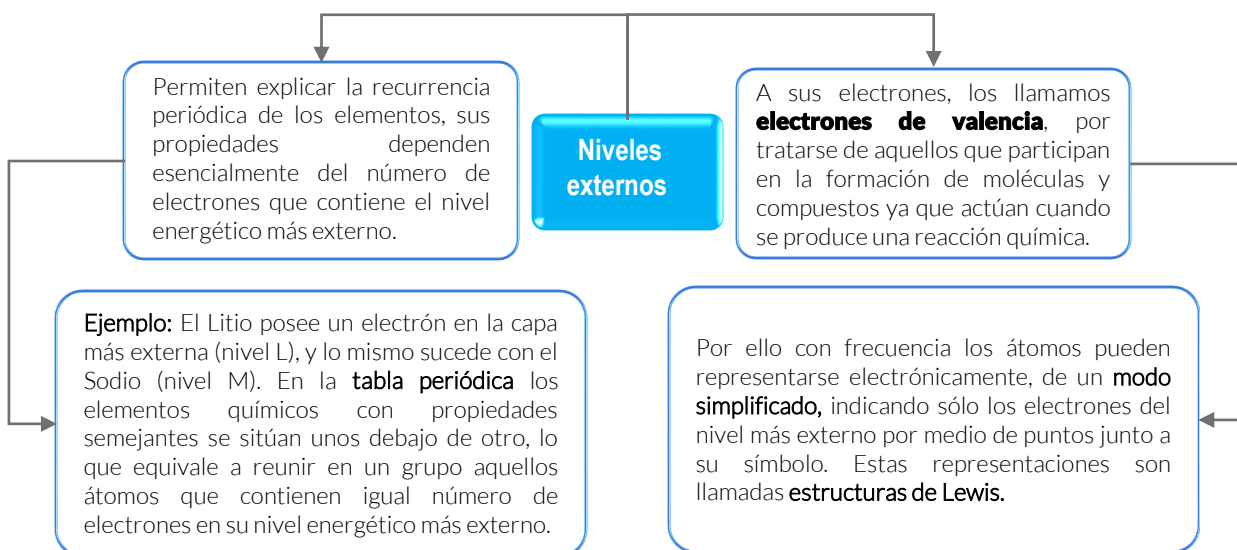 Permiten explicar la recurrencia
periódica de los elementos, sus
propiedades dependen
esencialmente del número de
electrones que contiene el nivel
energético más externo.
Niveles
externos
A sus electrones, los llamamos
electrones de valencia, por
tratarse de aquellos que participan
en la formación de moléculas y
compuestos ya que actúan cuando
se produce una reacción química.
Ejemplo: El Litio posee un electrón en la capa
más externa (nivel L), y lo mismo sucede con el
Sodio (nivel M). En la tabla periódica los
elementos químicos con propiedades
semejantes se sitúan unos debajo de otro, lo
que equivale a reunir en un grupo aquellos
átomos que contienen igual número de
electrones en su nivel energético más externo.
Por ello con frecuencia los átomos pueden
representarse electrónicamente, de un modo
simplificado, indicando sólo los electrones del
nivel más externo por medio de puntos junto a
su símbolo. Estas representaciones son
llamadas estructuras de Lewis.